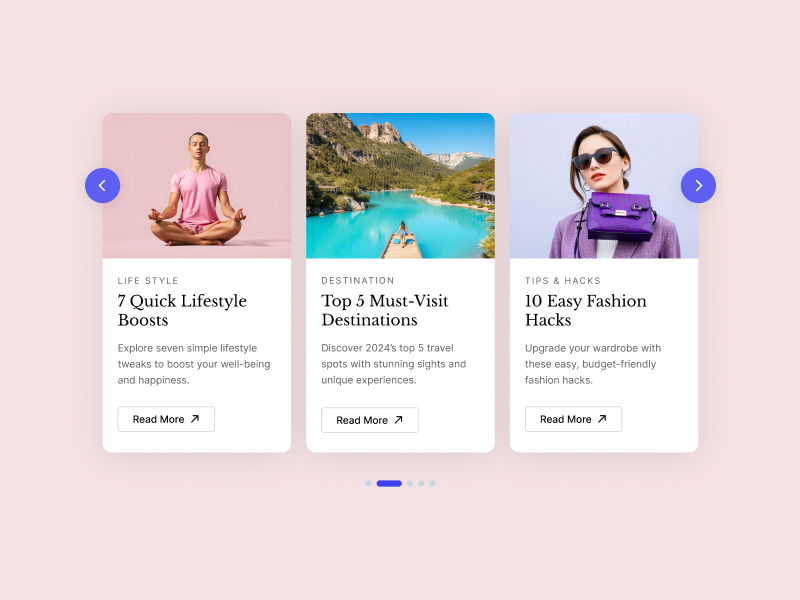 LIFE STYLE
7 Quick Lifestyle
Boosts
Explore seven simple lifestyle
tweaks to boost your well-being
and happiness.
Read More
DESTINATION
Top 5 Must-Visit
Destinations
Discover 2024's top 5 travel
spots with stunning sights and
unique experiences.
Read More
TIPS & HACKS
10 Easy Fashion
Hacks
Upgrade your wardrobe with
these easy, budget-friendly
fashion hacks.
Read More